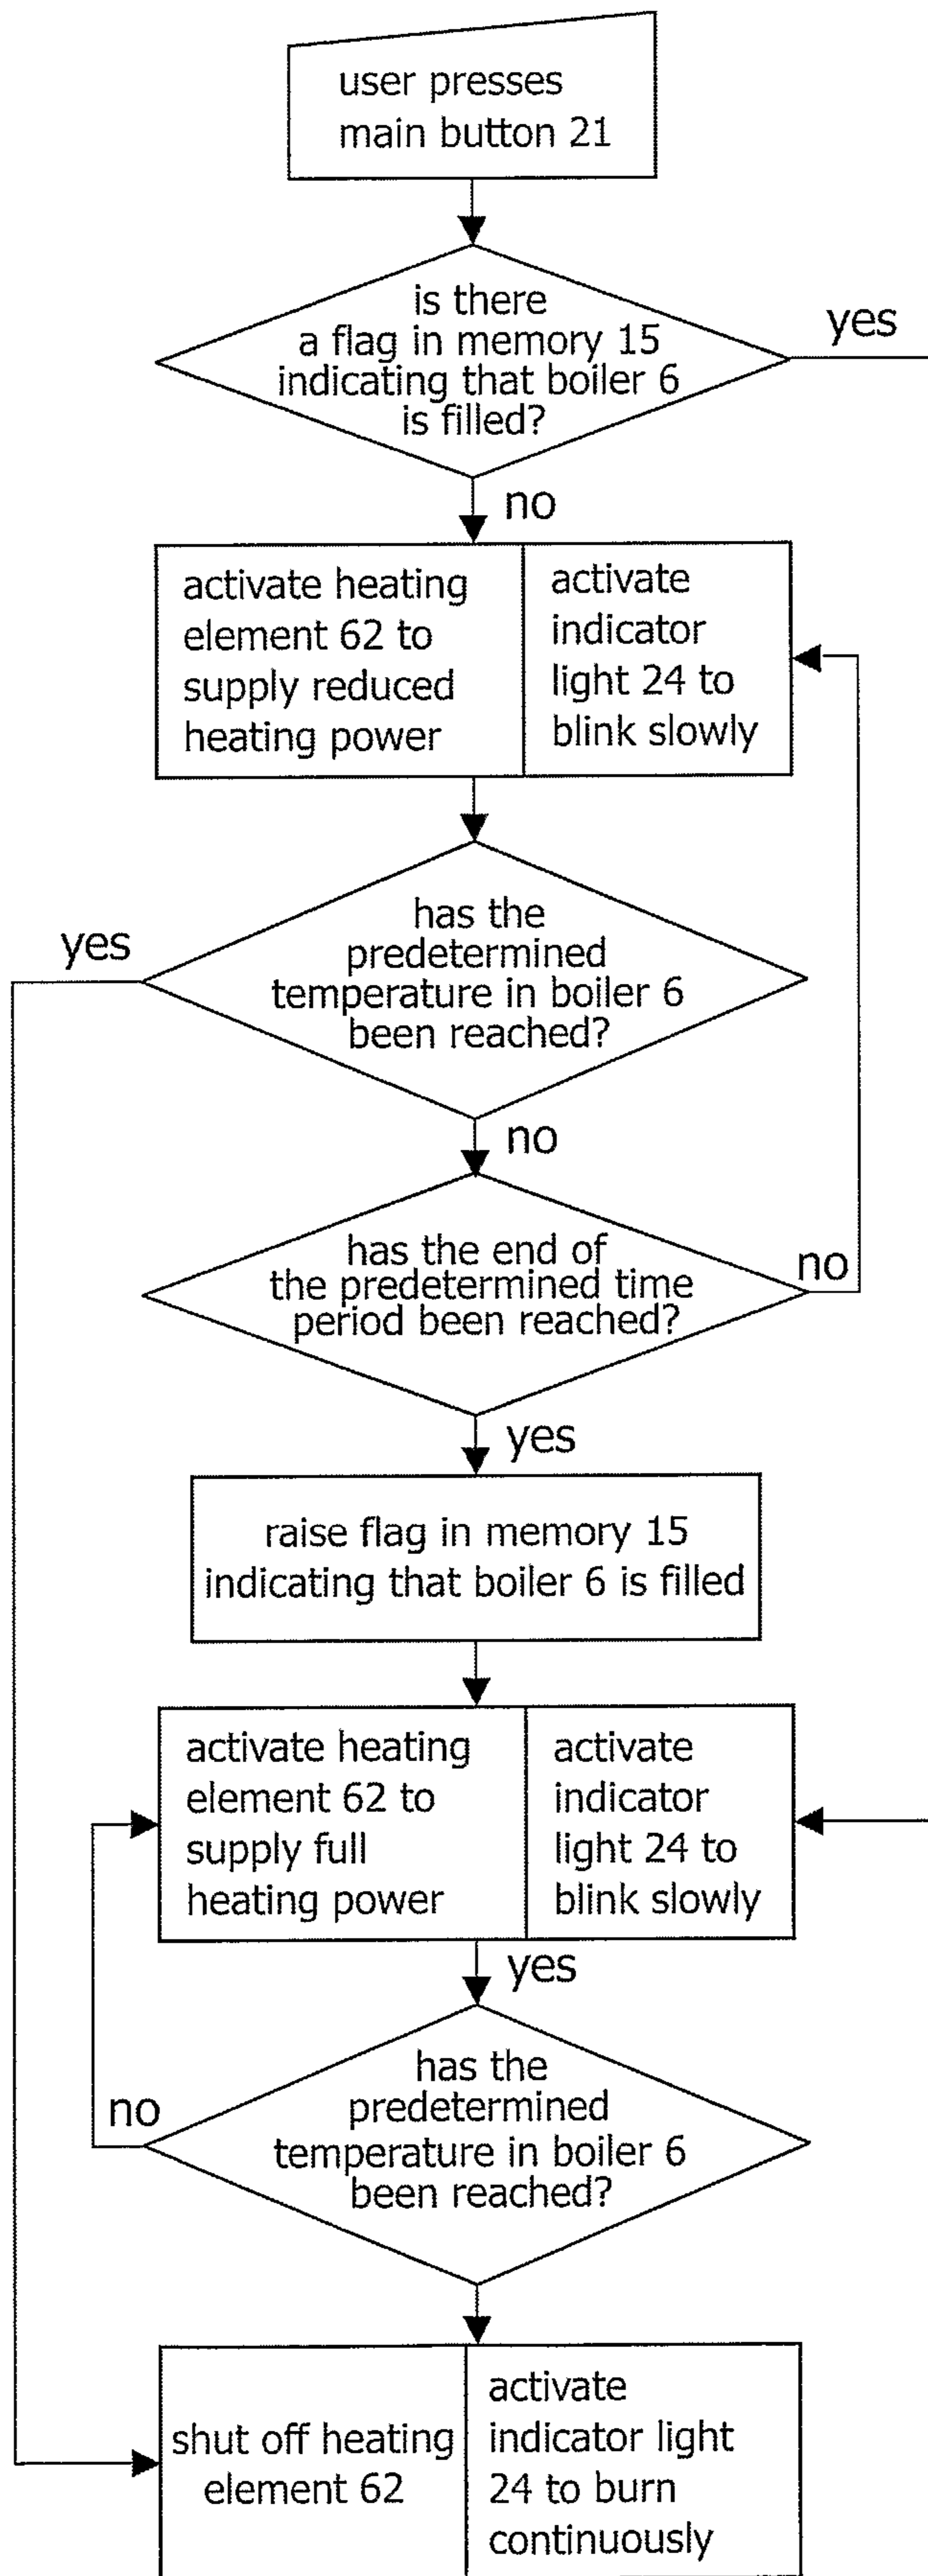 user presses
main button 21
is there
a flag in memory 15
indicating that boiler 6
is filled?
yes
no
activate heating
element 62 to
supply reduced
heating power
activate
indicator
light 24 to
blink slowly
has the
predetermined
temperature in boiler 6
been reached?
yes
no
has the end of
the predetermined time
period been reached?
no
yes
raise flag in memory 15
indicating that boiler 6 is filled
activate heating
element 62 to
supply full
heating power
activate
indicator
light 24 to
blink slowly
yes
has the
predetermined
temperature in boiler 6
been reached?
no
shut off heating
element 62
activate
indicator light
24 to burn
continuously